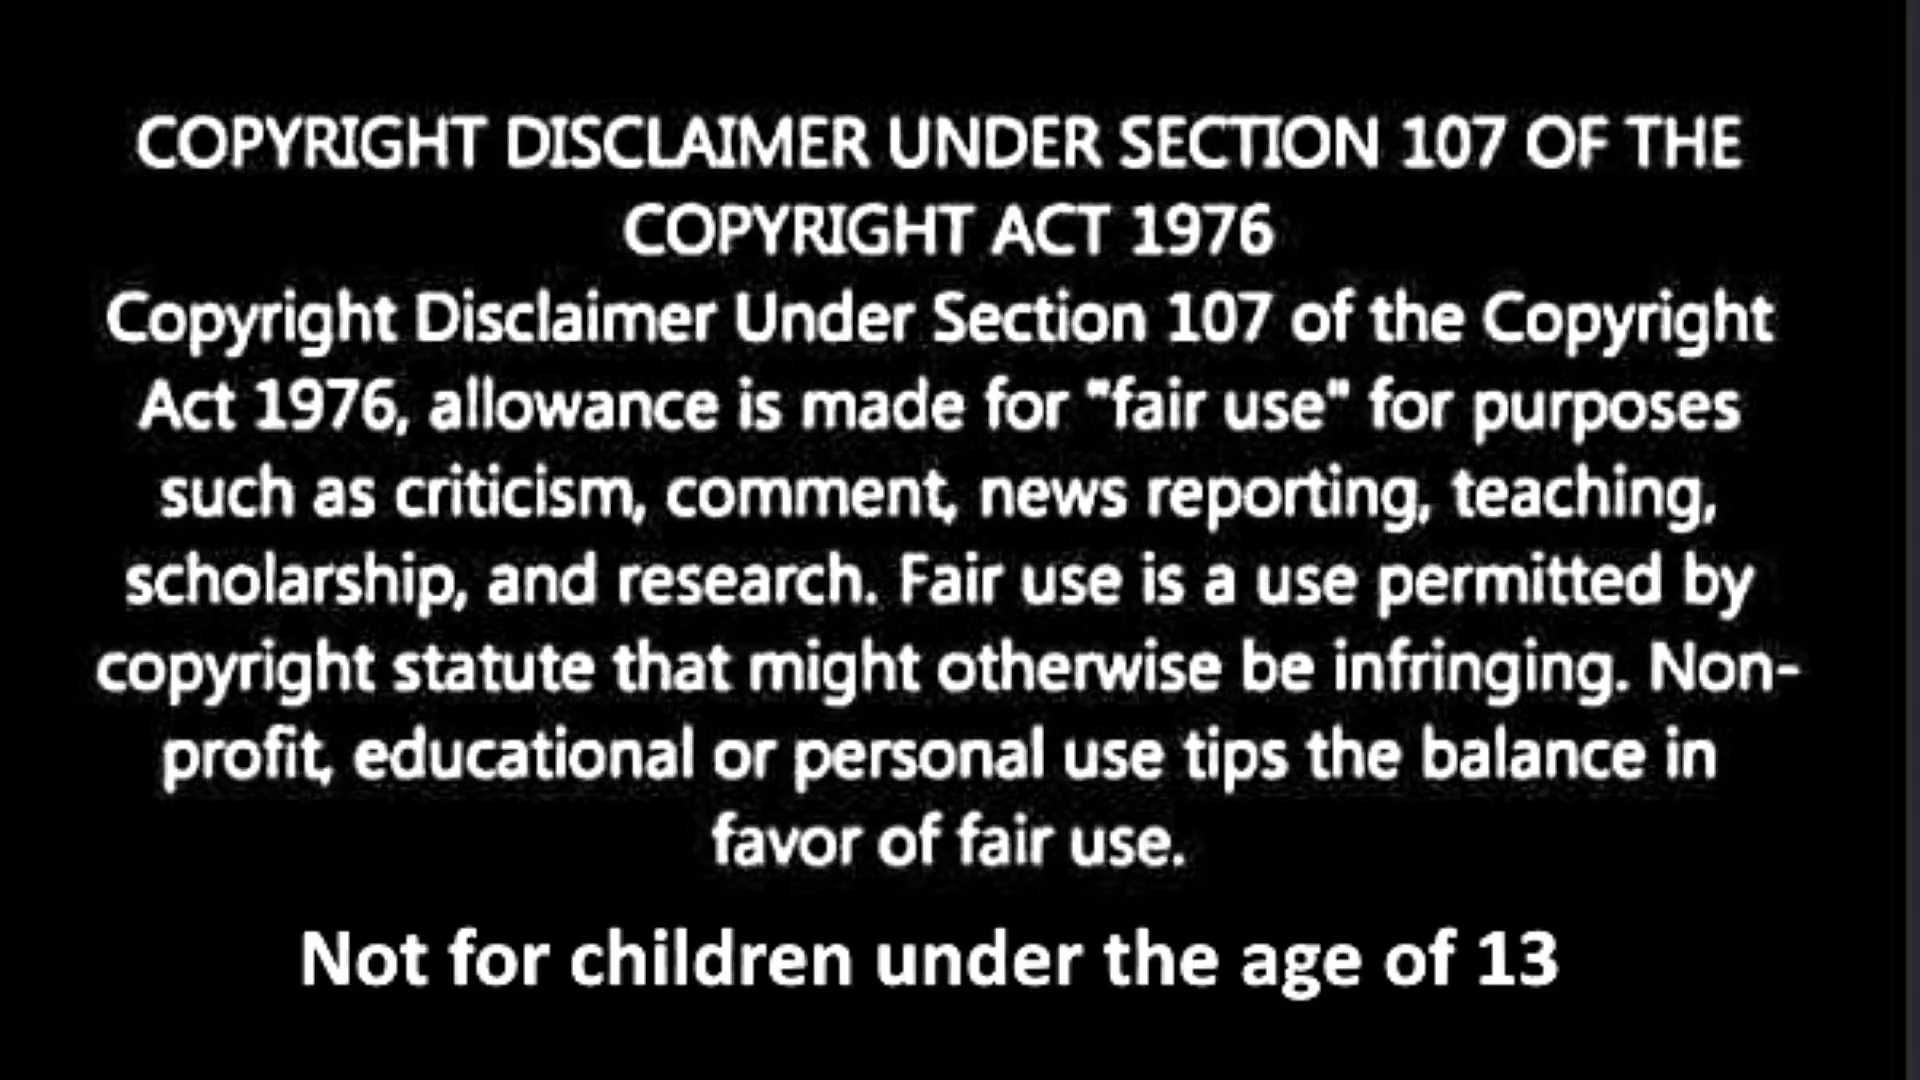 COPYRIGHT DISCLAIMER UNDER SECTION 107 OF THE
COPYRIGHT ACT 1976
Copyright Disclaimer Under Section 107 of the Copyright
Act 1976, allowance is made for "fair use" for purposes
such as criticism, comment, news reporting, teaching,
scholarship, and research. Fair use is a use permitted by
copyright statute that might otherwise be infringing. Non-
profit, educational or personal use tips the balance in
favor of fair use.
Not for children under the age of 13